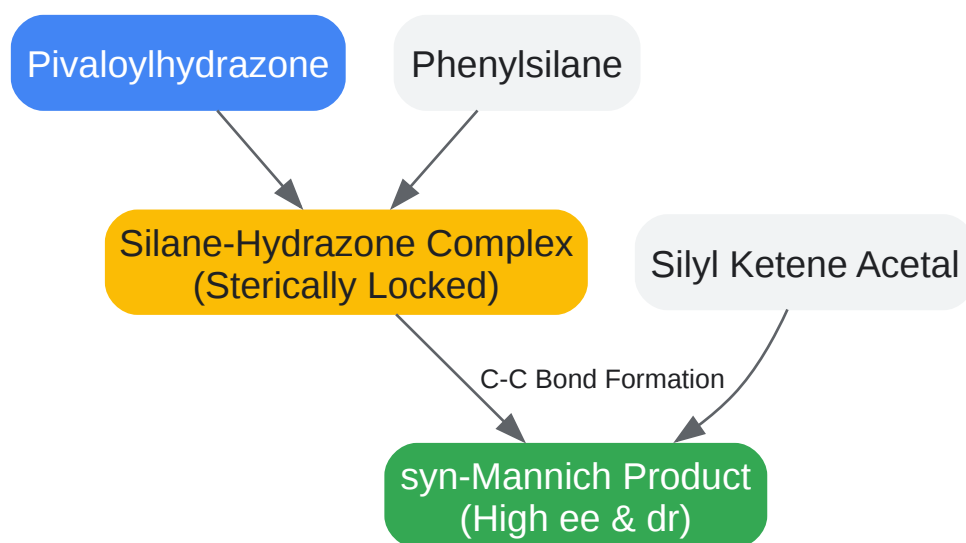 Pivaloylhydrazone
Phenylsilane
Silane-Hydrazone Complex
(Sterically Locked)
Silyl Ketene Acetal
C-C Bond Formation
syn-Mannich Product
(High ee & dr)